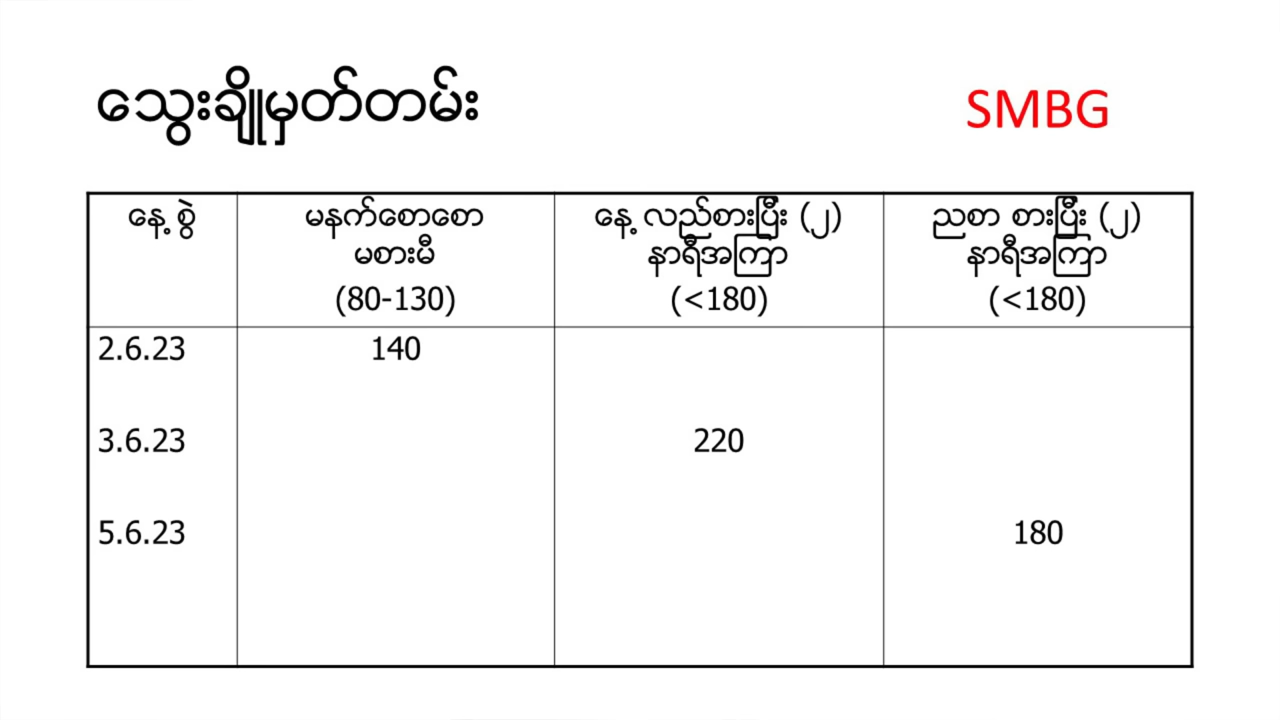 သွေးချိုမှတ်တမ်း
SMBG
နေ့ စွဲ
မနက်စောစော
မစားမီ
(80-130)
နေ့ လည်စားပြီး (၂)
နာရီအကြာ
(<180)
ညစာ စားပြီး (၂)
နာရီအကြာ
(<180)
2.6.23 140
3.6.23 220
5.6.23 180